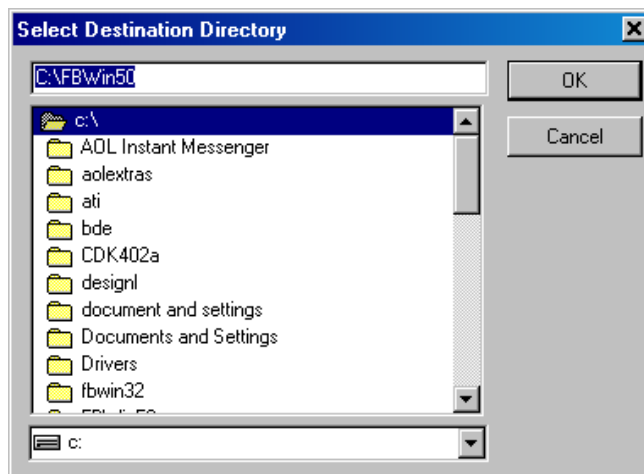 Select Destination Directory
C:\FBWin50
OK
c:\
Cancel
AOL Instant Messenger
aolextras
ati
bde
CDK402a
designl
document and settings
Documents and Settings
Drivers
fbwin32
c: